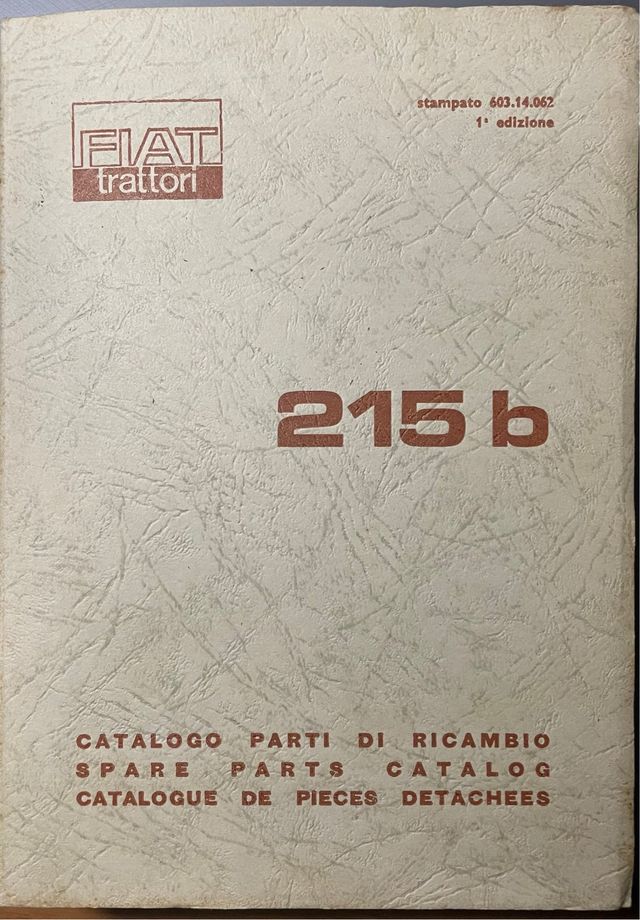 stampato 603.14.062
1ª edizione
FIAT
trattori
215 b
CATALOGO PARTI DI RICAMBIO
SPARE PARTS CATALOG
CATALOGUE DE PIECES DETACHEES